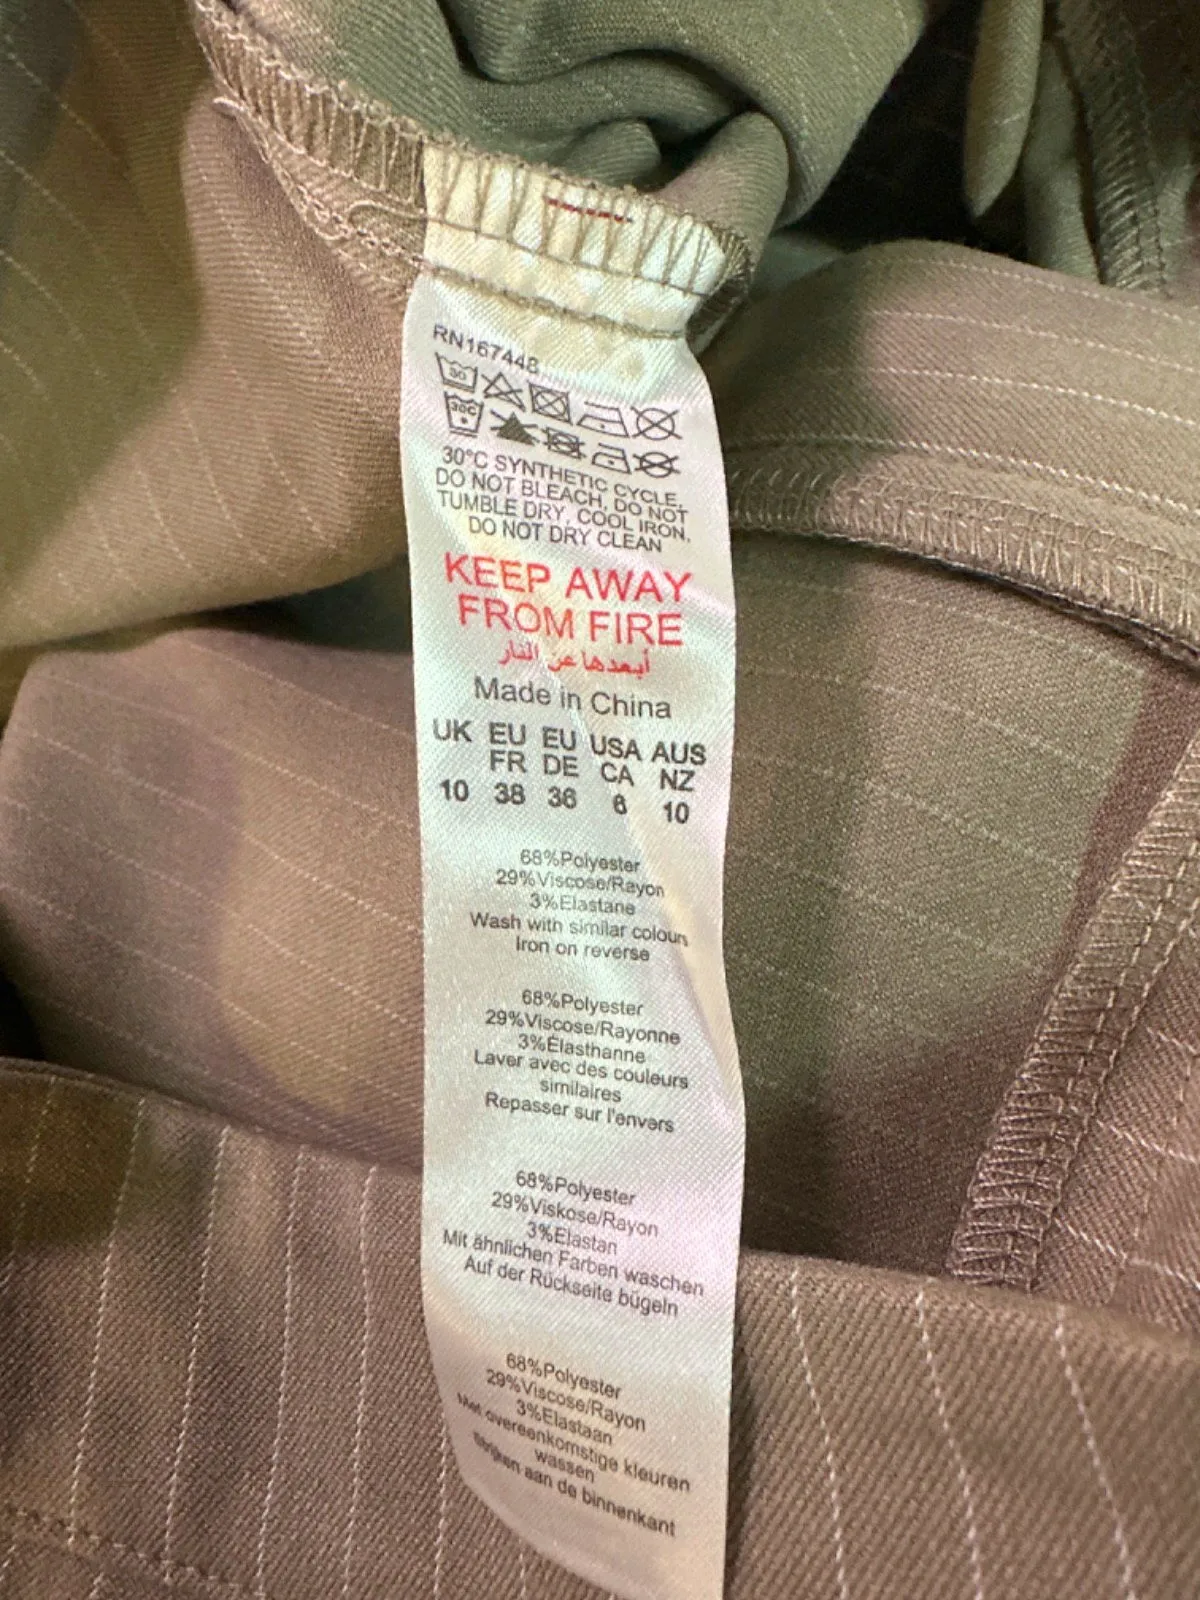 RN167448
30
30C
30°C SYNTHETIC CYCLE,
DO NOT BLEACH, DO NOT
TUMBLE DRY, COOL IRON,
DO NOT DRY CLEAN
KEEP AWAY
FROM FIRE
أبعدها عن النار
Made in China
UK EU EU USA AUS
FR DE CA NZ
10 38 36 6 10
68%Polyester
29%Viscose/Rayon
3%Elastane
Wash with similar colours
Iron on reverse
68%Polyester
29%Viscose/Rayonne
3%Élasthanne
Laver avec des couleurs
similaires
Repasser sur l'envers
68%Polyester
29%Viskose/Rayon
3%Elastan
Mit ähnlichen Farben waschen
Auf der Rückseite bügeln
68%Polyester
29%Viscose/Rayon
3%Elastaan
Met overeenkomstige kleuren
wassen
Strijken aan de binnenkant